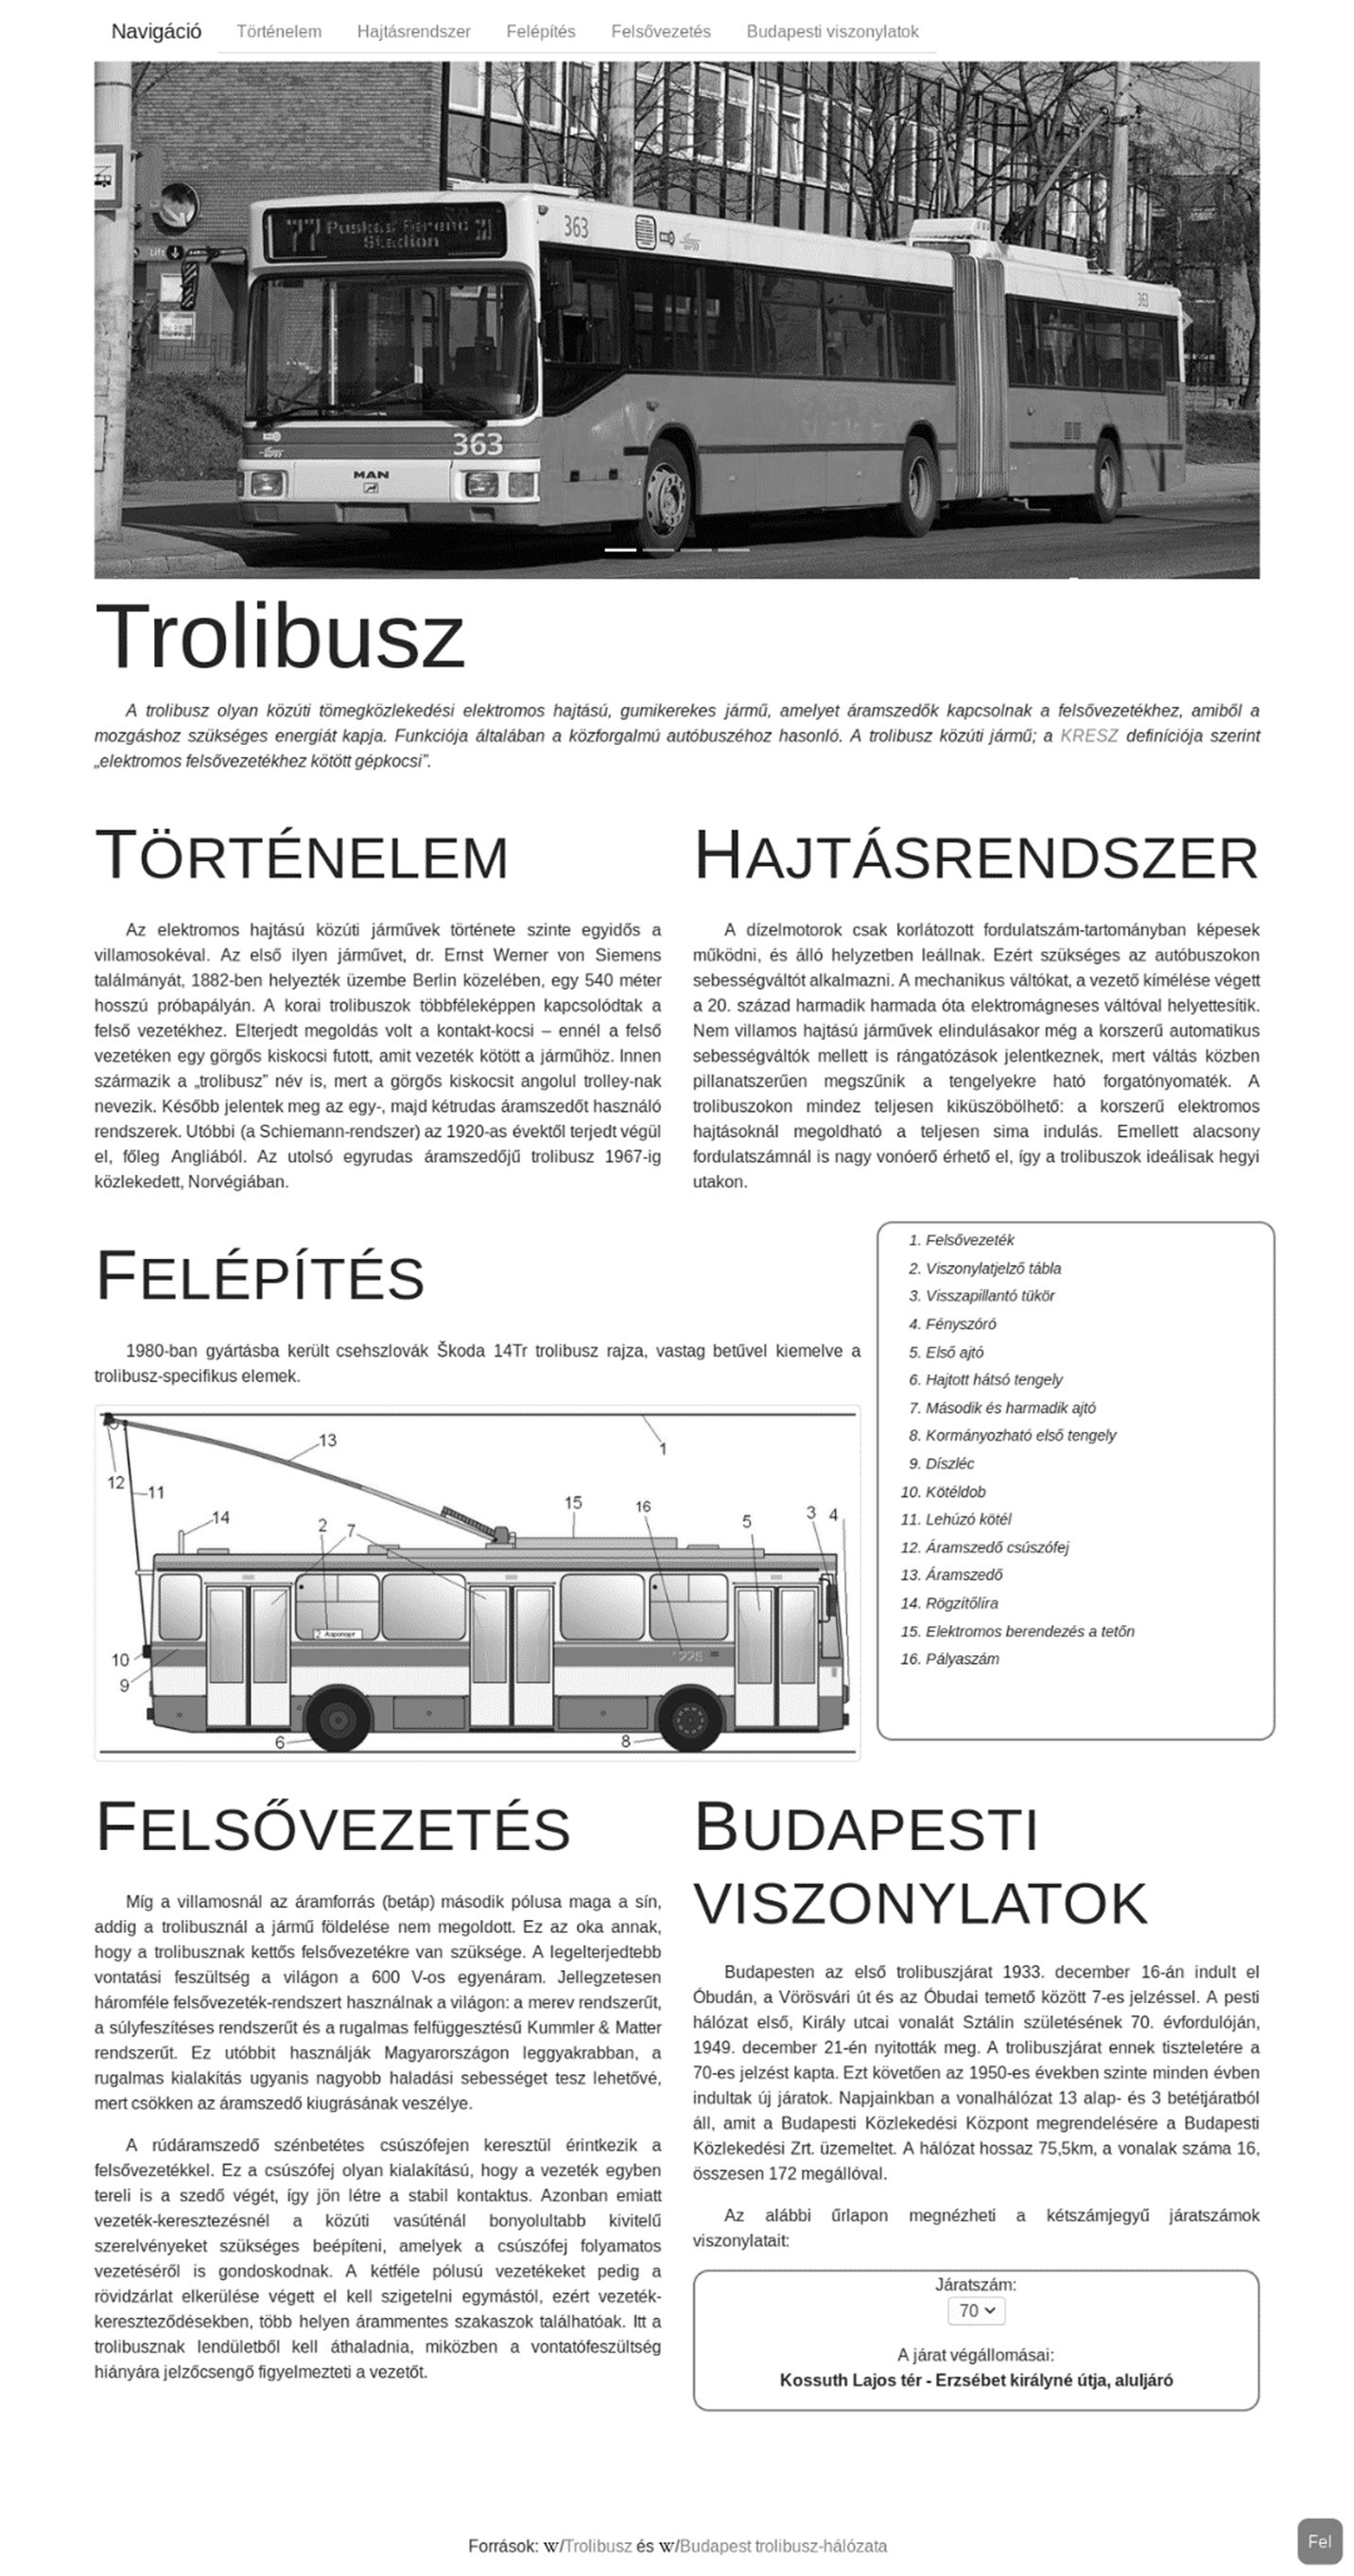 Navigáció Történelem Hajtásrendszer Felépítés Felsővezetés Budapesti viszonylatok
Lift
77 Puskás Ferenc
Stadion
363
363
363
MAN
Trolibusz
A trolibusz olyan közúti tömegközlekedési elektromos hajtású, gumikerekes jármű, amelyet áramszedők kapcsolnak a felsővezetékhez, amiből a
mozgáshoz szükséges energiát kapja. Funkciója általában a közforgalmú autóbuszéhoz hasonló. A trolibusz közúti jármű; a KRESZ definíciója szerint
„elektromos felsővezetékhez kötött gépkocsi”.
TÖRTÉNELEM
Az elektromos hajtású közúti járművek története szinte egyidős a
villamosokéval. Az első ilyen járművet, dr. Ernst Werner von Siemens
találmányát, 1882-ben helyezték üzembe Berlin közelében, egy 540 méter
hosszú próbapályán. A korai trolibuszok többféleképpen kapcsolódtak a
felső vezetékhez. Elterjedt megoldás volt a kontakt-kocsi – ennél a felső
vezetéken egy görgős kiskocsi futott, amit vezeték kötött a járműhöz. Innen
származik a „trolibusz” név is, mert a görgős kiskocsit angolul trolley-nak
nevezik. Később jelentek meg az egy-, majd kétrudas áramszedőt használó
rendszerek. Utóbbi (a Schiemann-rendszer) az 1920-as évektől terjedt végül
el, főleg Angliából. Az utolsó egyrudas áramszedőjű trolibusz 1967-ig
közlekedett, Norvégiában.
HAJTÁSRENDSZER
A dízelmotorok csak korlátozott fordulatszám-tartományban képesek
működni, és álló helyzetben leállnak. Ezért szükséges az autóbuszokon
sebességváltót alkalmazni. A mechanikus váltókat, a vezető kímélése végett
a 20. század harmadik harmada óta elektromágneses váltóval helyettesítik.
Nem villamos hajtású járművek elindulásakor még a korszerű automatikus
sebességváltók mellett is rángatózások jelentkeznek, mert váltás közben
pillanatszerűen megszűnik a tengelyekre ható forgatónyomaték. A
trolibuszokon mindez teljesen kiküszöbölhető: a korszerű elektromos
hajtásoknál megoldható a teljesen sima indulás. Emellett alacsony
fordulatszámnál is nagy vonóerő érhető el, így a trolibuszok ideálisak hegyi
utakon.
FELÉPÍTÉS
1980-ban gyártásba került csehszlovák Škoda 14Tr trolibusz rajza, vastag betűvel kiemelve a
trolibusz-specifikus elemek.
13
1
12
11
14
2
7
15
16
5
3
4
2 Аэропорт
1226
10
9
6
8
1. Felsővezeték
2. Viszonylatjelző tábla
3. Visszapillantó tükör
4. Fényszóró
5. Első ajtó
6. Hajtott hátsó tengely
7. Második és harmadik ajtó
8. Kormányozható első tengely
9. Díszléc
10. Kötéldob
11. Lehúzó kötél
12. Áramszedő csúszófej
13. Áramszedő
14. Rögzítőlíra
15. Elektromos berendezés a tetőn
16. Pályaszám
FELSŐVEZETÉS
Míg a villamosnál az áramforrás (betáp) második pólusa maga a sín,
addig a trolibusznál a jármű földelése nem megoldott. Ez az oka annak,
hogy a trolibusznak kettős felsővezetékre van szüksége. A legelterjedtebb
vontatási feszültség a világon a 600 V-os egyenáram. Jellegzetesen
háromféle felsővezeték-rendszert használnak a világon: a merev rendszerűt,
a súlyfeszítéses rendszerűt és a rugalmas felfüggesztésű Kummler & Matter
rendszerűt. Ez utóbbit használják Magyarországon leggyakrabban, a
rugalmas kialakítás ugyanis nagyobb haladási sebességet tesz lehetővé,
mert csökken az áramszedő kiugrásának veszélye.
A rúdáramszedő szénbetétes csúszófejen keresztül érintkezik a
felsővezetékkel. Ez a csúszófej olyan kialakítású, hogy a vezeték egyben
tereli is a szedő végét, így jön létre a stabil kontaktus. Azonban emiatt
vezeték-keresztezésnél a közúti vasúténál bonyolultabb kivitelű
szerelvényeket szükséges beépíteni, amelyek a csúszófej folyamatos
vezetéséről is gondoskodnak. A kétféle pólusú vezetékeket pedig a
rövidzárlat elkerülése végett el kell szigetelni egymástól, ezért vezeték-
kereszteződésekben, több helyen árammentes szakaszok találhatóak. Itt a
trolibusznak lendületből kell áthaladnia, miközben a vontatófeszültség
hiányára jelzőcsengő figyelmezteti a vezetőt.
BUDAPESTI
VISZONYLATOK
Budapesten az első trolibuszjárat 1933. december 16-án indult el
Óbudán, a Vörösvári út és az Óbudai temető között 7-es jelzéssel. A pesti
hálózat első, Király utcai vonalát Sztálin születésének 70. évfordulóján,
1949. december 21-én nyitották meg. A trolibuszjárat ennek tiszteletére a
70-es jelzést kapta. Ezt követően az 1950-es években szinte minden évben
indultak új járatok. Napjainkban a vonalhálózat 13 alap- és 3 betétjáratból
áll, amit a Budapesti Közlekedési Központ megrendelésére a Budapesti
Közlekedési Zrt. üzemeltet. A hálózat hossaz 75,5km, a vonalak száma 16,
összesen 172 megállóval.
Az alábbi űrlapon megnézheti a kétszámjegyű járatszámok
viszonylatait:
Járatszám:
70
A járat végállomásai:
Kossuth Lajos tér - Erzsébet királyné útja, aluljáró
Források: W/Trolibusz és W/Budapest trolibusz-hálózata
Fel